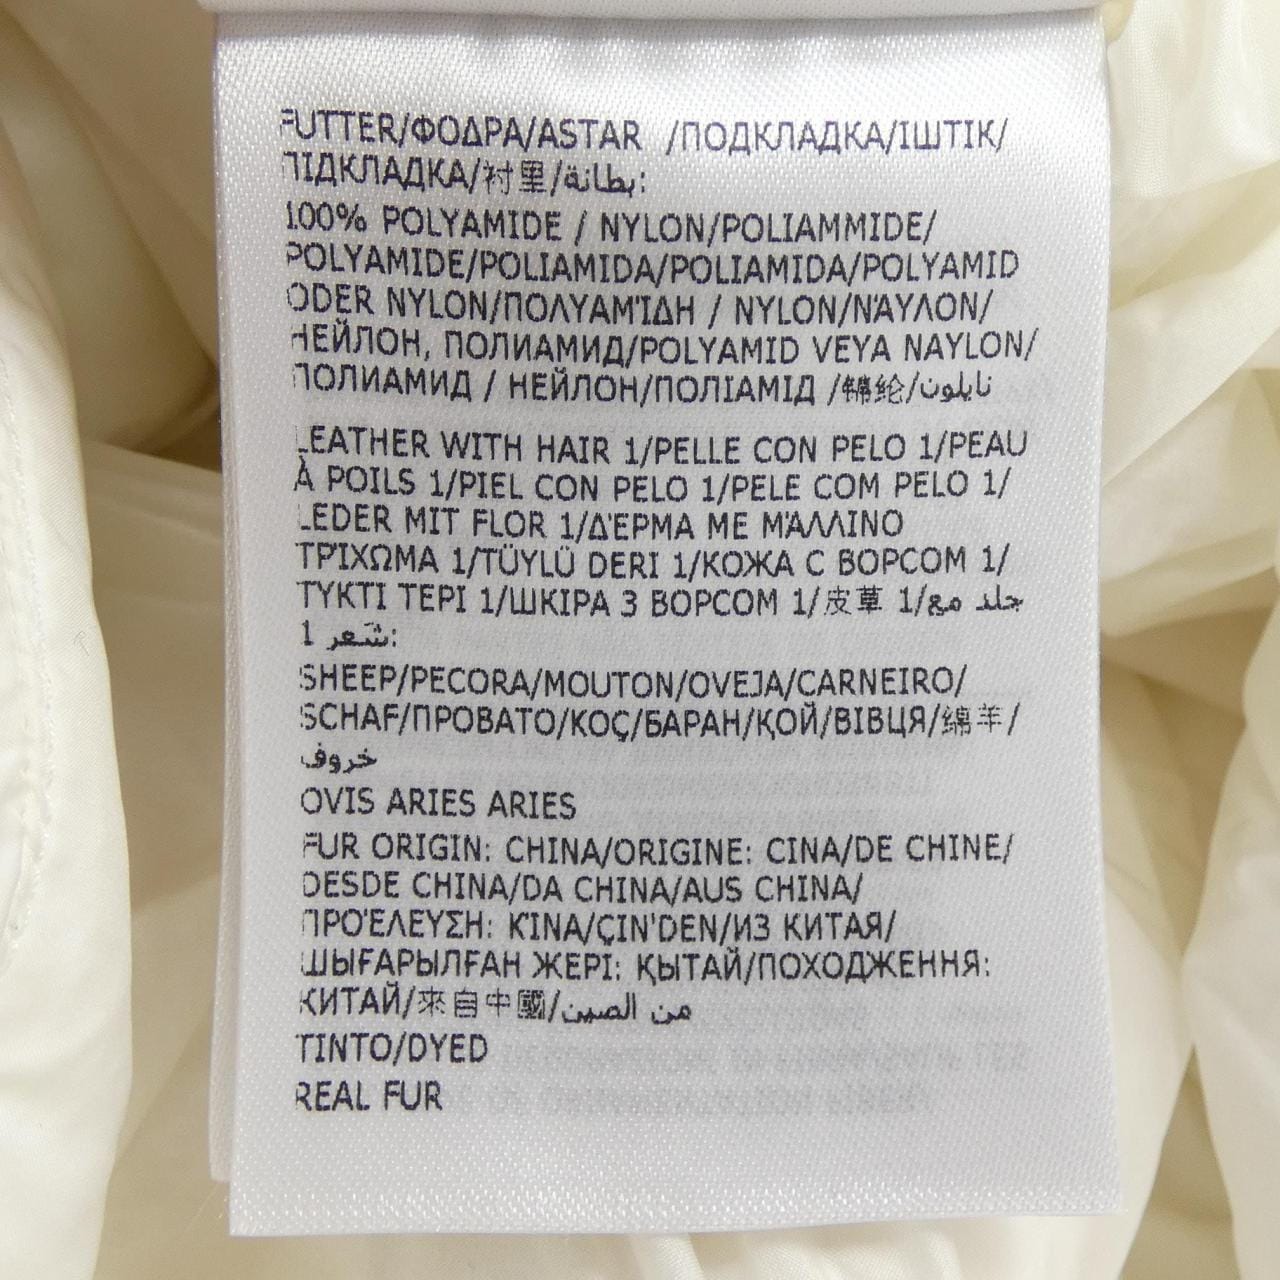 FUTTER/ΦΟΔΡΑ/ASTAR /ПОДКЛАДКА/ІШТІК/
ПІДКЛАДКА/衬里/بطانة:
100% POLYAMIDE / NYLON/POLIAMMIDE/
POLYAMIDE/POLIAMIDA/POLIAMIDA/POLYAMID
ODER NYLON/ΠΟΛΥΑΜΊΔΗ / NYLON/ΝΆΥΛΟΝ/
НЕЙЛОН, ПОЛИАМИД/POLYAMID VEYA NAYLON/
ПОЛИАМИД / НЕЙЛОН/ПОЛІАМІД /锦纶/نايلون
LEATHER WITH HAIR 1/PELLE CON PELO 1/PEAU
À POILS 1/PIEL CON PELO 1/PELE COM PELO 1/
LEDER MIT FLOR 1/ΔΈΡΜΑ ΜΕ ΜΆΛΛΙΝΟ
ΤΡΊΧΩΜΑ 1/TÜYLÜ DERI 1/КОЖА С ВОРСОМ 1/
ТҮКТІ ТЕРІ 1/ШКІРА З ВОРСОМ 1/皮草 1/جلد مع
شعر 1:
SHEEP/PECORA/MOUTON/OVEJA/CARNEIRO/
SCHAF/ΠΡΟΒΑΤΟ/KOÇ/БАРАН/ҚОЙ/ВІВЦЯ/绵羊/
خروف
OVIS ARIES ARIES
FUR ORIGIN: CHINA/ORIGINE: CINA/DE CHINE/
DESDE CHINA/DA CHINA/AUS CHINA/
ΠΡΟΈΛΕΥΣΗ: ΚΊΝΑ/ÇIN'DEN/ИЗ КИТАЯ/
ШЫҒАРЫЛҒАН ЖЕРІ: ҚЫТАЙ/ПОХОДЖЕННЯ:
КИТАЙ/來自中國/من الصين
TINTO/DYED
REAL FUR